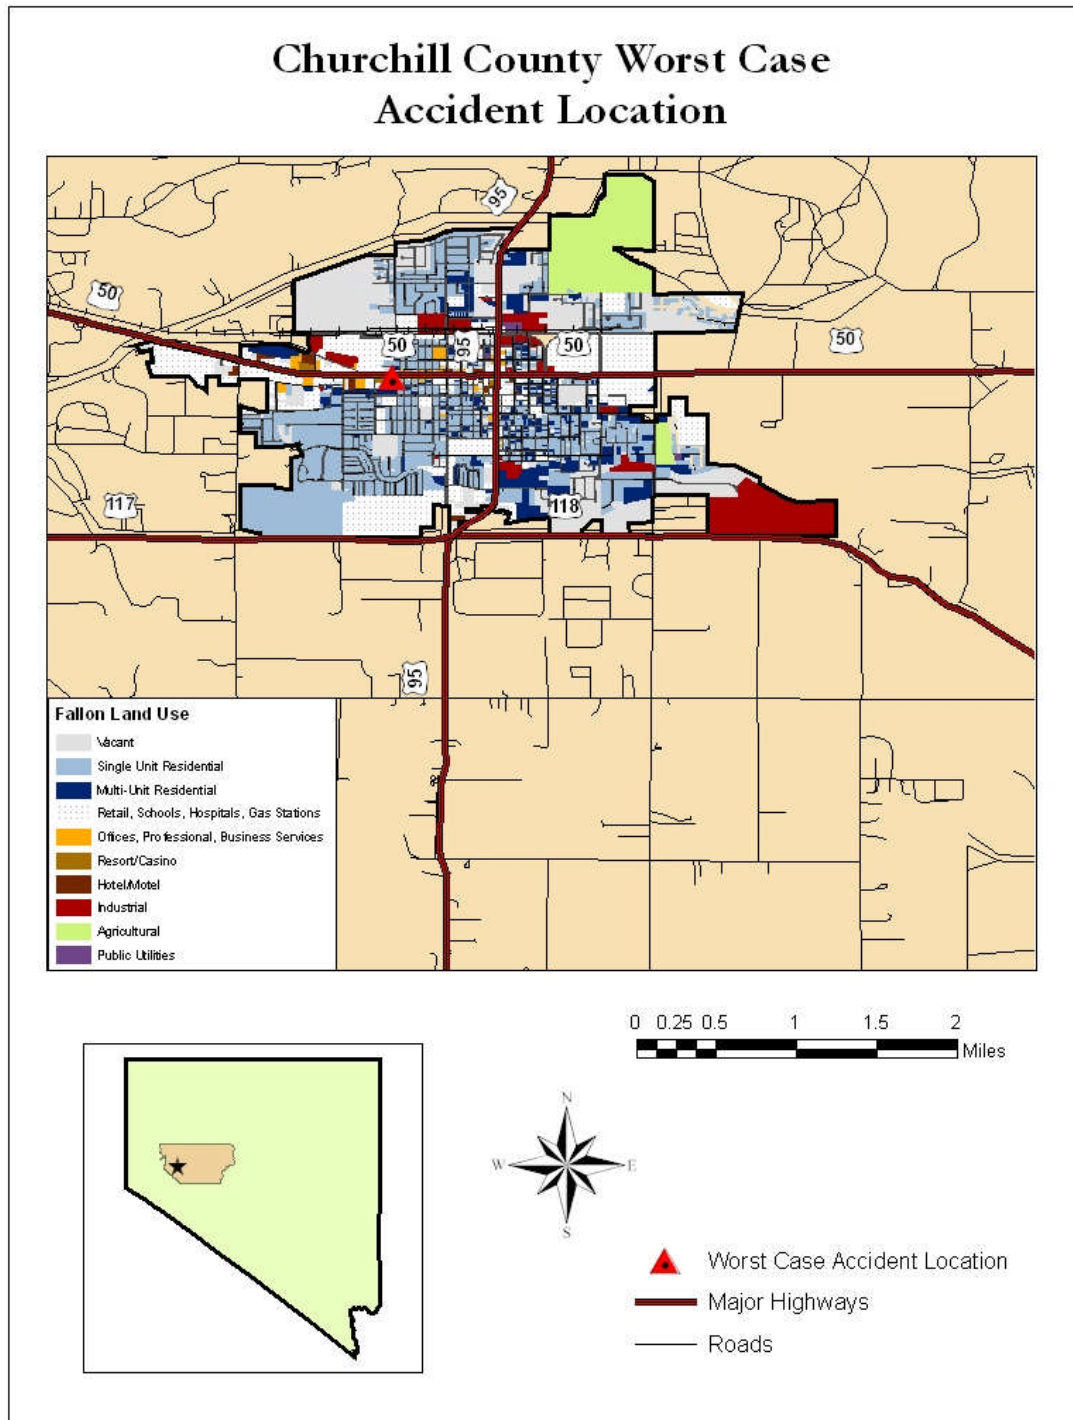 Churchill County Worst Case
Accident Location
95
50
50
95
50
50
117
118
95
Fallon Land Use
Vacant
Single Unit Residential
Multi-Unit Residential
Retail, Schools, Hospitals, Gas Stations
Offices, Professional, Business Services
Resort/Casino
Hotel/Motel
Industrial
Agricultural
Public Utilities
0 0.25 0.5 1 1.5 2
Miles
N
W E
S
Worst Case Accident Location
Major Highways
Roads